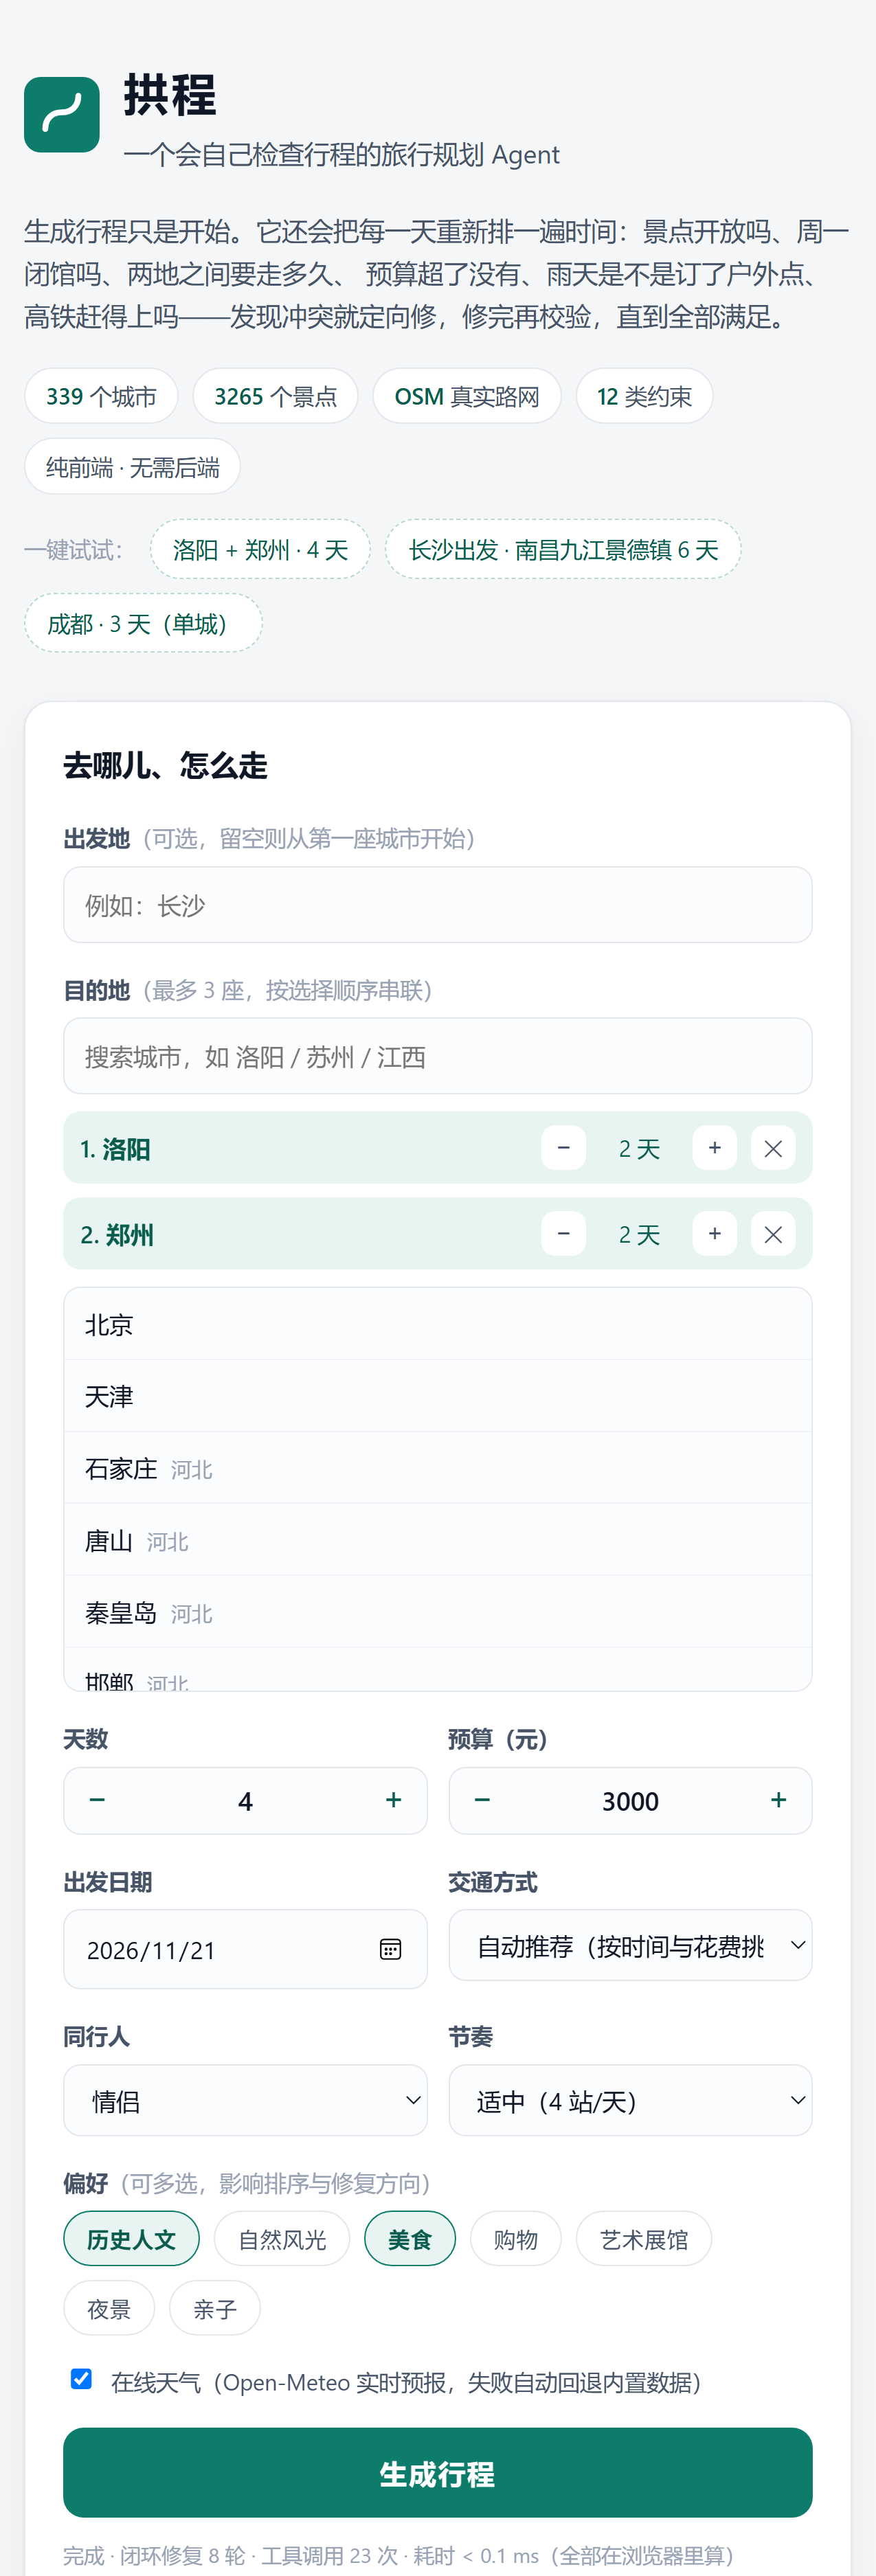 拱程
一个会自己检查行程的旅行规划 Agent
生成行程只是开始。它还会把每一天重新排一遍时间：景点开放吗、周一
闭馆吗、两地之间要走多久、 预算超了没有、雨天是不是订了户外点、
高铁赶得上吗——发现冲突就定向修，修完再校验，直到全部满足。
339 个城市 3265 个景点 OSM 真实路网 12 类约束
纯前端 · 无需后端
一键试试： 洛阳 + 郑州 · 4 天 长沙出发 · 南昌九江景德镇 6 天
成都 · 3 天（单城）
去哪儿、怎么走
出发地（可选，留空则从第一座城市开始）
例如：长沙
目的地（最多 3 座，按选择顺序串联）
搜索城市，如 洛阳 / 苏州 / 江西
1. 洛阳 − 2 天 + ×
2. 郑州 − 2 天 + ×
北京
天津
石家庄 河北
唐山 河北
秦皇岛 河北
邯郸 河北
天数 预算（元）
− 4 + − 3000 +
出发日期 交通方式
2026/11/21 自动推荐（按时间与花费挑
同行人 节奏
情侣 适中（4 站/天）
偏好（可多选，影响排序与修复方向）
历史人文 自然风光 美食 购物 艺术展馆
夜景 亲子
在线天气（Open-Meteo 实时预报，失败自动回退内置数据）
生成行程
完成 · 闭环修复 8 轮 · 工具调用 23 次 · 耗时 < 0.1 ms（全部在浏览器里算）